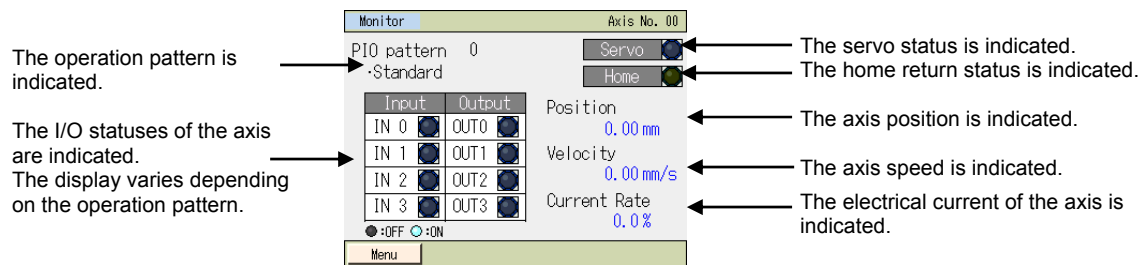 Monitor Axis No. 00
The operation pattern is
indicated.
PIO pattern 0
・Standard
Servo
Home
The servo status is indicated.
The home return status is indicated.
The I/O statuses of the axis
are indicated.
The display varies depending
on the operation pattern.
Input Output
IN 0 OUT0
IN 1 OUT1
IN 2 OUT2
IN 3 OUT3
●:OFF ○:ON
Position
0.00 mm
The axis position is indicated.
Velocity
0.00 mm/s
The axis speed is indicated.
Current Rate
0.0 %
The electrical current of the axis is
indicated.
Menu